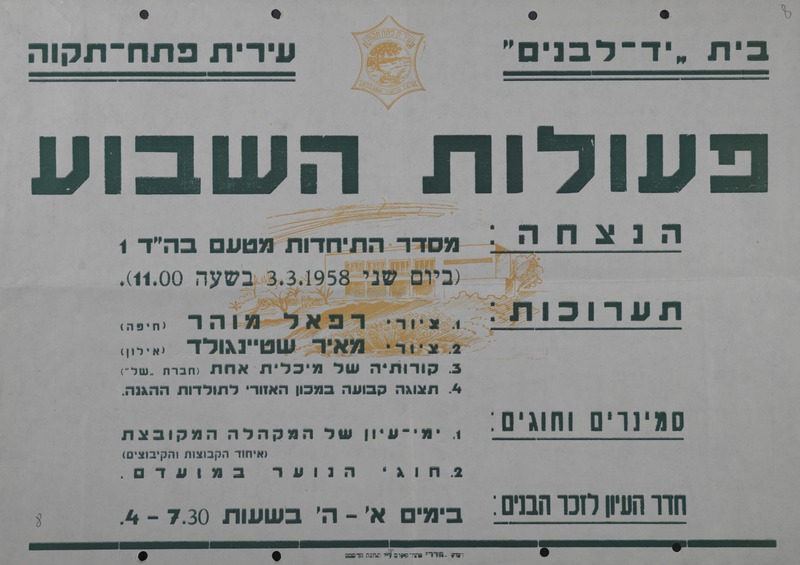 בית "יד־לבנים"
עירית פתח־תקוה
פעולות השבוע
הנצחה:
מסדר התיחדות מטעם בה"ד 1
(ביום שני 3.3.1958 בשעה 11.00).
תערוכות:
1. ציורי רפאל מוהר (חיפה)
2. ציורי מאיר שטיינגולד (אילון)
3. קורותיה של מיכלית אחת (חברת "של")
4. תצוגה קבועה במכון האזורי לתולדות ההגנה.
סמינרים וחוגים:
1. ימי־עיון של המקהלה המקובצת
(איחוד הקבוצות והקיבוצים)
2. חוגי הנוער במועדם.
חדר העיון לזכר הבנים:
בימים א' – ה' בשעות 7.30 – 4.
8
8